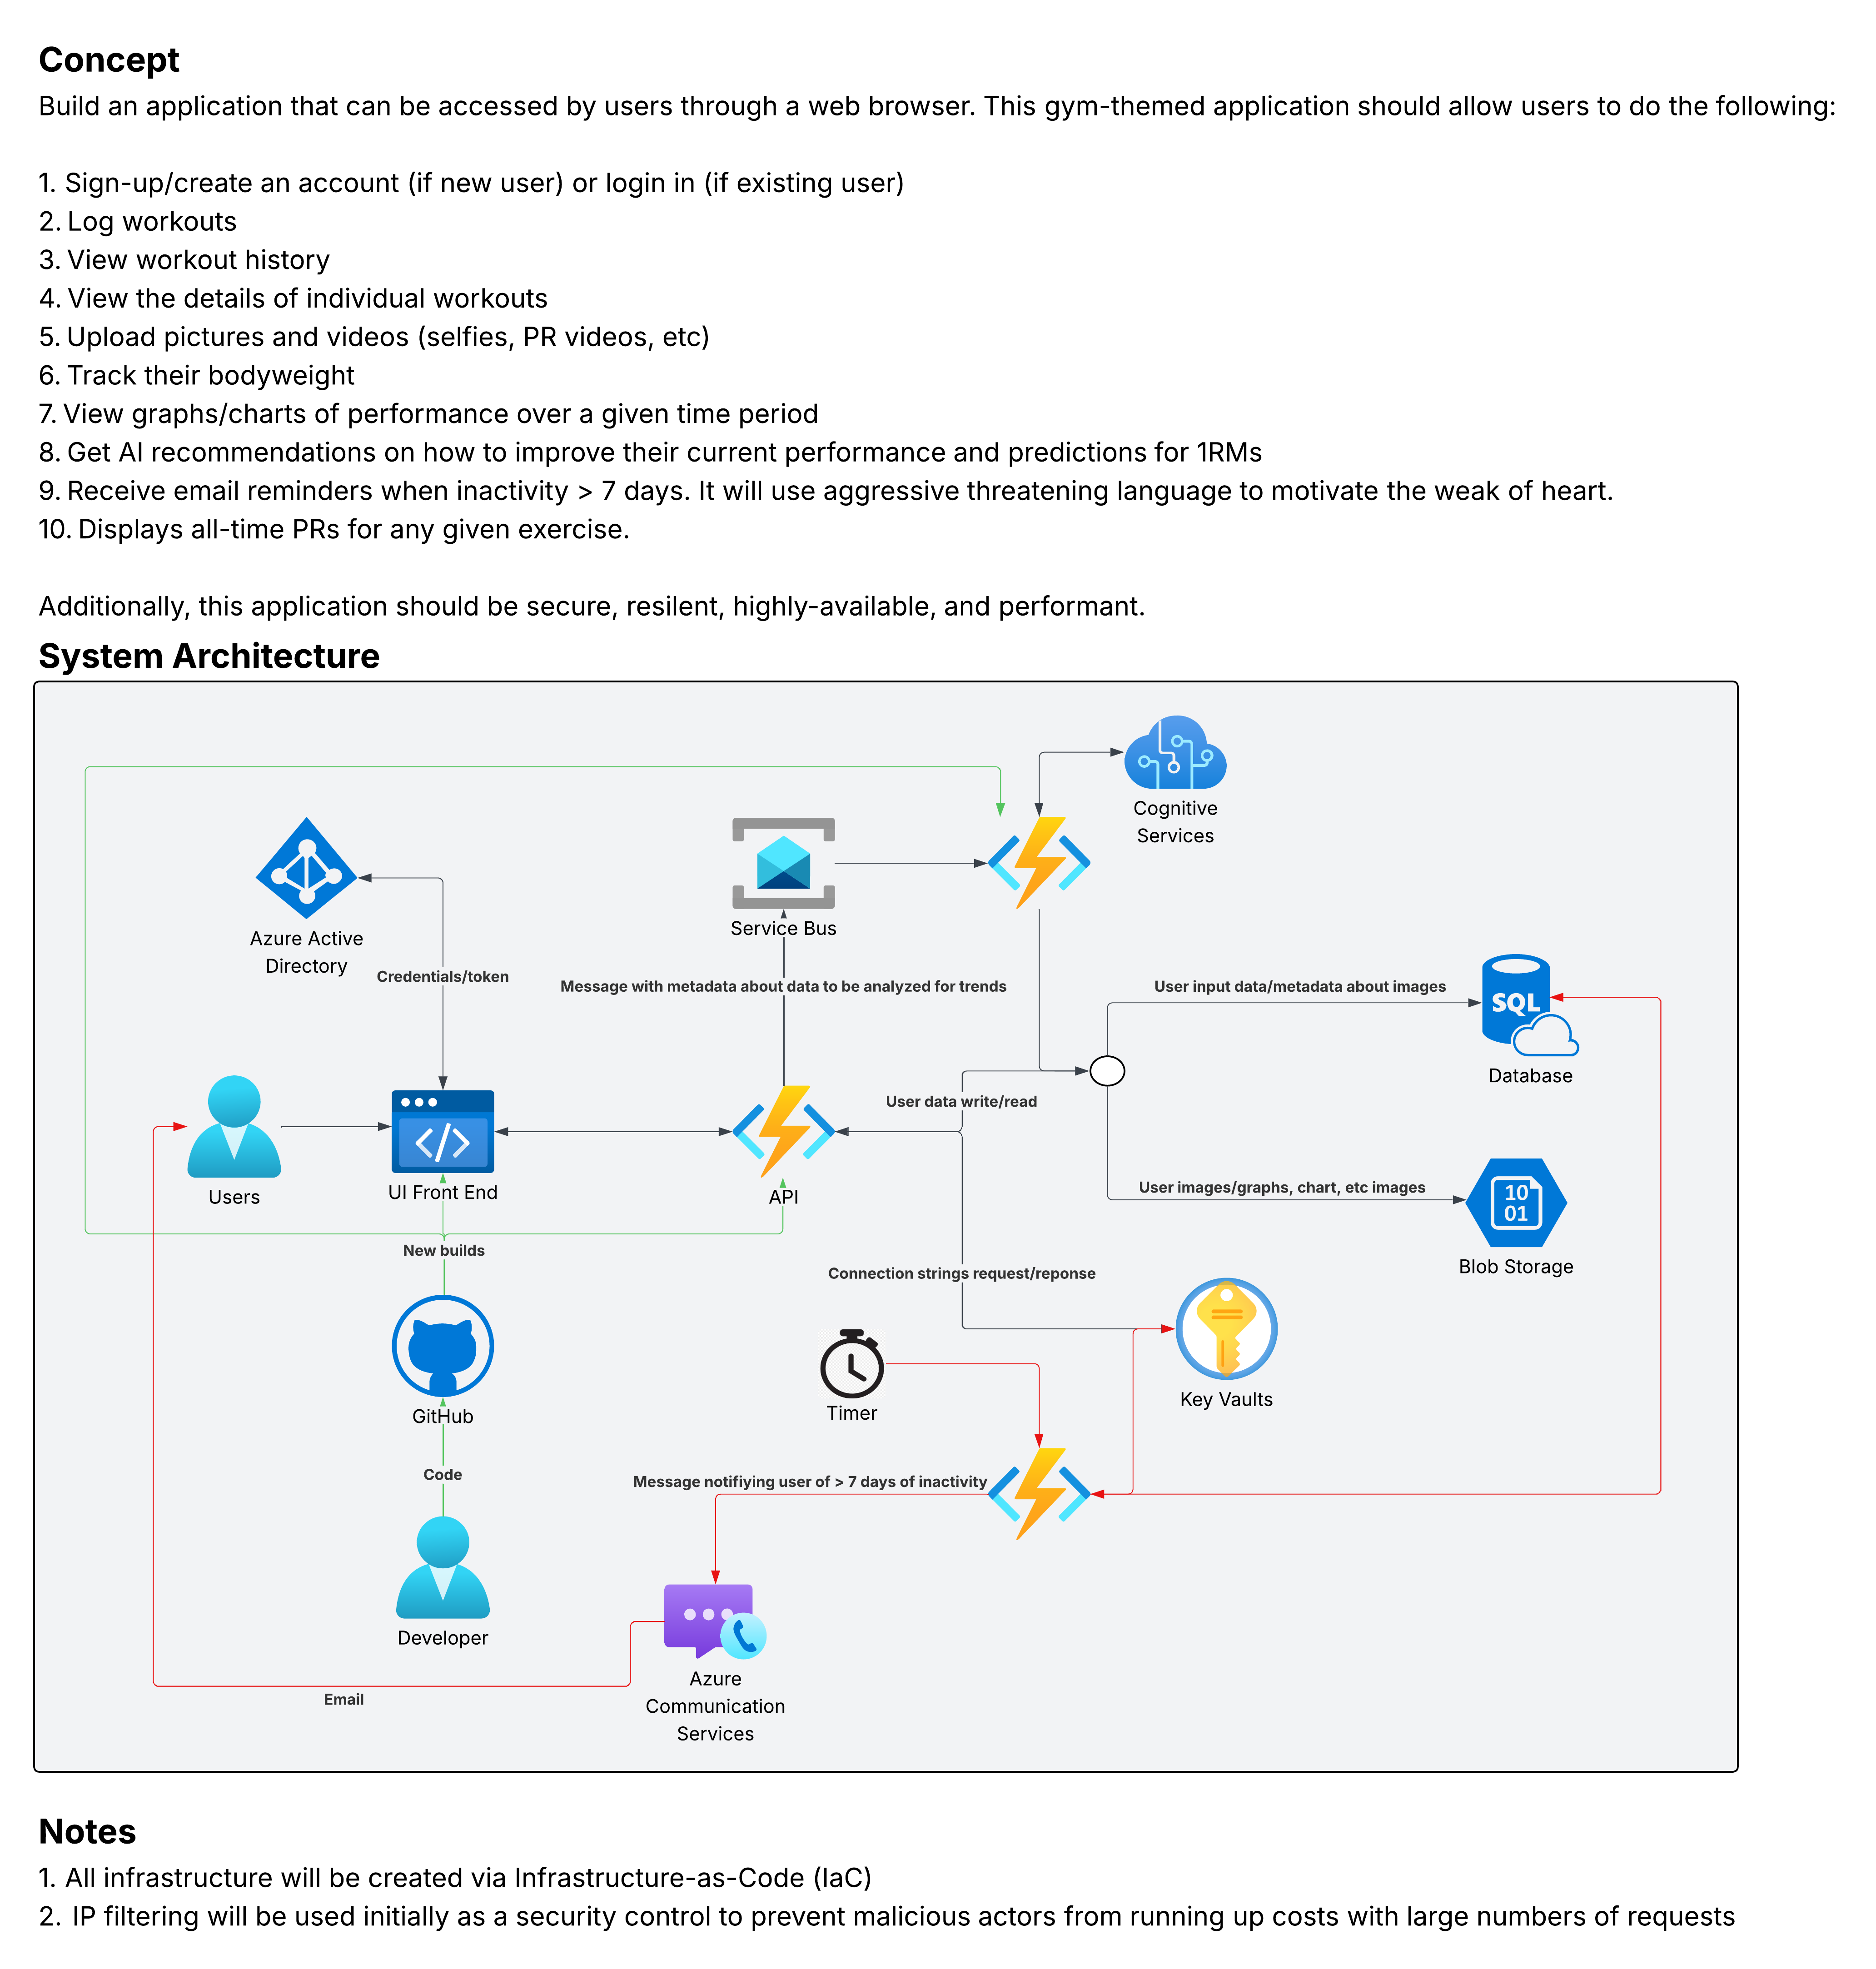 Concept
Build an application that can be accessed by users through a web browser. This gym-themed application should allow users to do the following:
1. Sign-up/create an account (if new user) or login in (if existing user)
2. Log workouts
3. View workout history
4. View the details of individual workouts
5. Upload pictures and videos (selfies, PR videos, etc)
6. Track their bodyweight
7. View graphs/charts of performance over a given time period
8. Get AI recommendations on how to improve their current performance and predictions for 1RMs
9. Receive email reminders when inactivity > 7 days. It will use aggressive threatening language to motivate the weak of heart.
10. Displays all-time PRs for any given exercise.
Additionally, this application should be secure, resilent, highly-available, and performant.
System Architecture
Cognitive
Services
Service Bus
Azure Active
Directory
Credentials/token
Message with metadata about data to be analyzed for trends
User input data/metadata about images
SQL
Database
User data write/read
Users
UI Front End
API
User images/graphs, chart, etc images
10
01
Blob Storage
New builds
Connection strings request/reponse
Key Vaults
GitHub
Timer
Code
Message notifiying user of > 7 days of inactivity
Developer
Azure
Communication
Services
Email
Notes
1. All infrastructure will be created via Infrastructure-as-Code (IaC)
2. IP filtering will be used initially as a security control to prevent malicious actors from running up costs with large numbers of requests